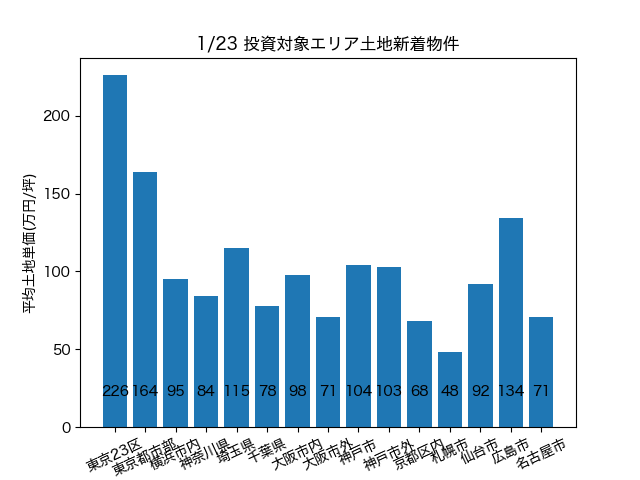 1/23 投資対象エリア土地新着物件
平均土地単価(万円/坪)
200
150
100
50
0
226 164 95 84 115 78 98 71 104 103 68 48 92 134 71
東京23区
東京都市部
横浜市内
神奈川県
埼玉県
千葉県
大阪市内
大阪市外
神戸市
神戸市外
京都区内
札幌市
仙台市
広島市
名古屋市